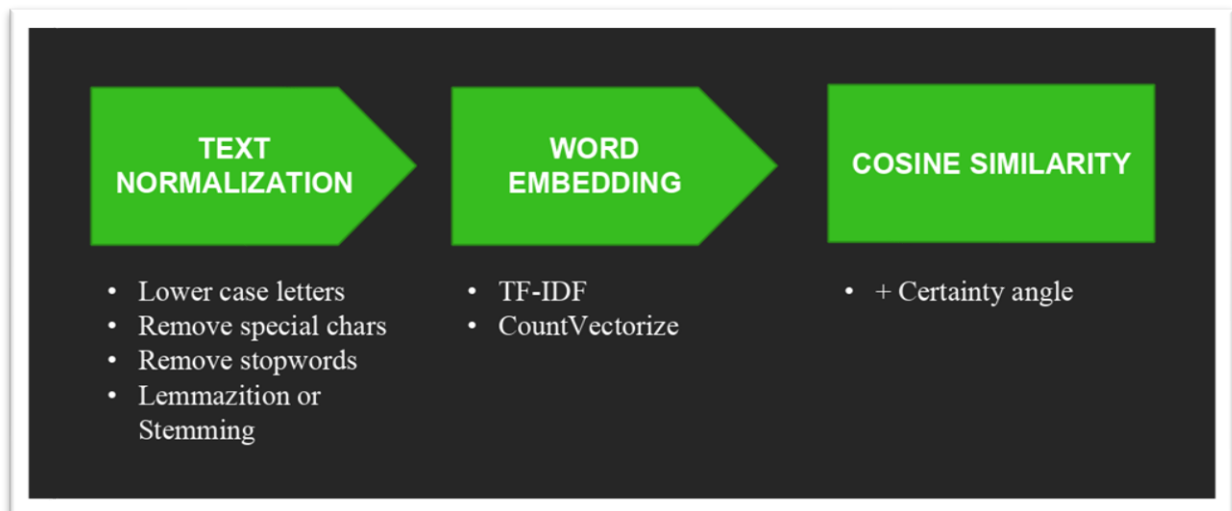 TEXT
NORMALIZATION
• Lower case letters
• Remove special chars
• Remove stopwords
• Lemmazition or
Stemming
WORD
EMBEDDING
• TF-IDF
• CountVectorize
COSINE SIMILARITY
• + Certainty angle